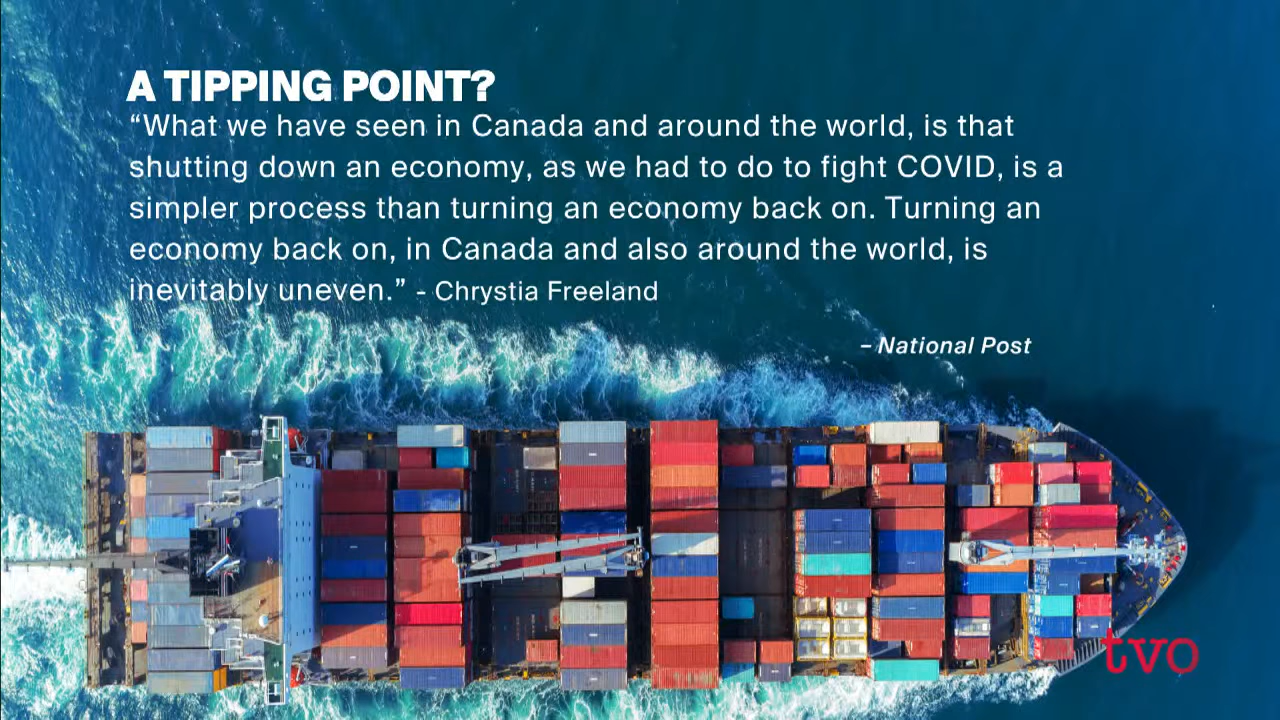 A TIPPING POINT?
“What we have seen in Canada and around the world, is that
shutting down an economy, as we had to do to fight COVID, is a
simpler process than turning an economy back on. Turning an
economy back on, in Canada and also around the world, is
inevitably uneven.” - Chrystia Freeland
– National Post
tvo